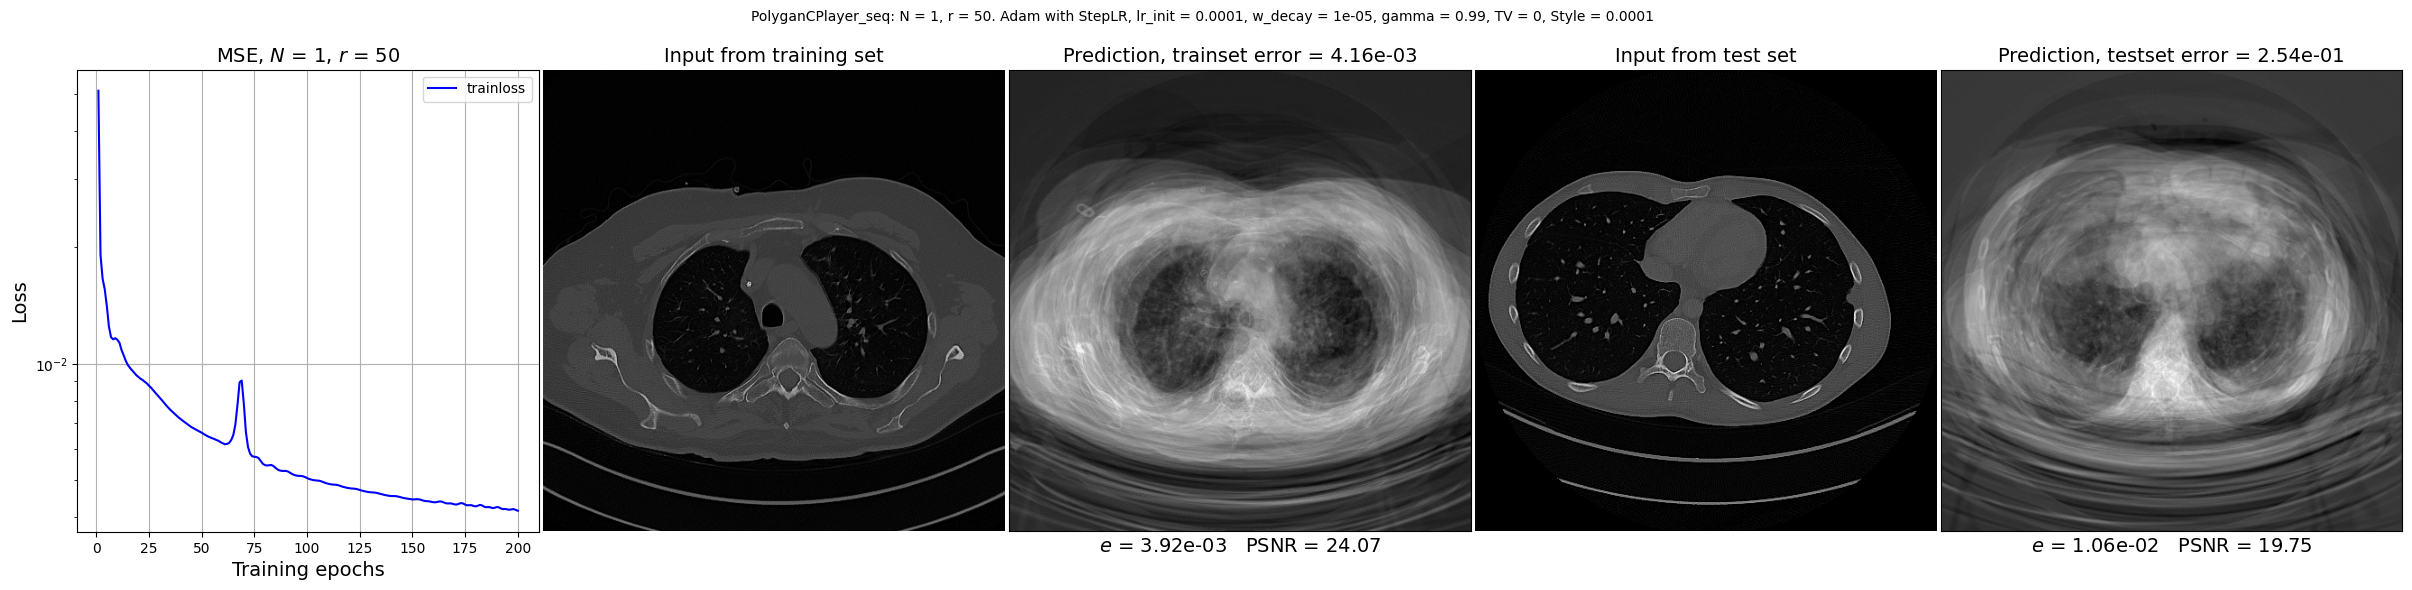 PolyganCPlayer_seq: N = 1, r = 50. Adam with StepLR, lr_init = 0.0001, w_decay = 1e-05, gamma = 0.99, TV = 0, Style = 0.0001
MSE, N = 1, r = 50
Input from training set
Prediction, trainset error = 4.16e-03
Input from test set
Prediction, testset error = 2.54e-01
trainloss
Loss
10⁻²
0 25 50 75 100 125 150 175 200
Training epochs
e = 3.92e-03 PSNR = 24.07
e = 1.06e-02 PSNR = 19.75